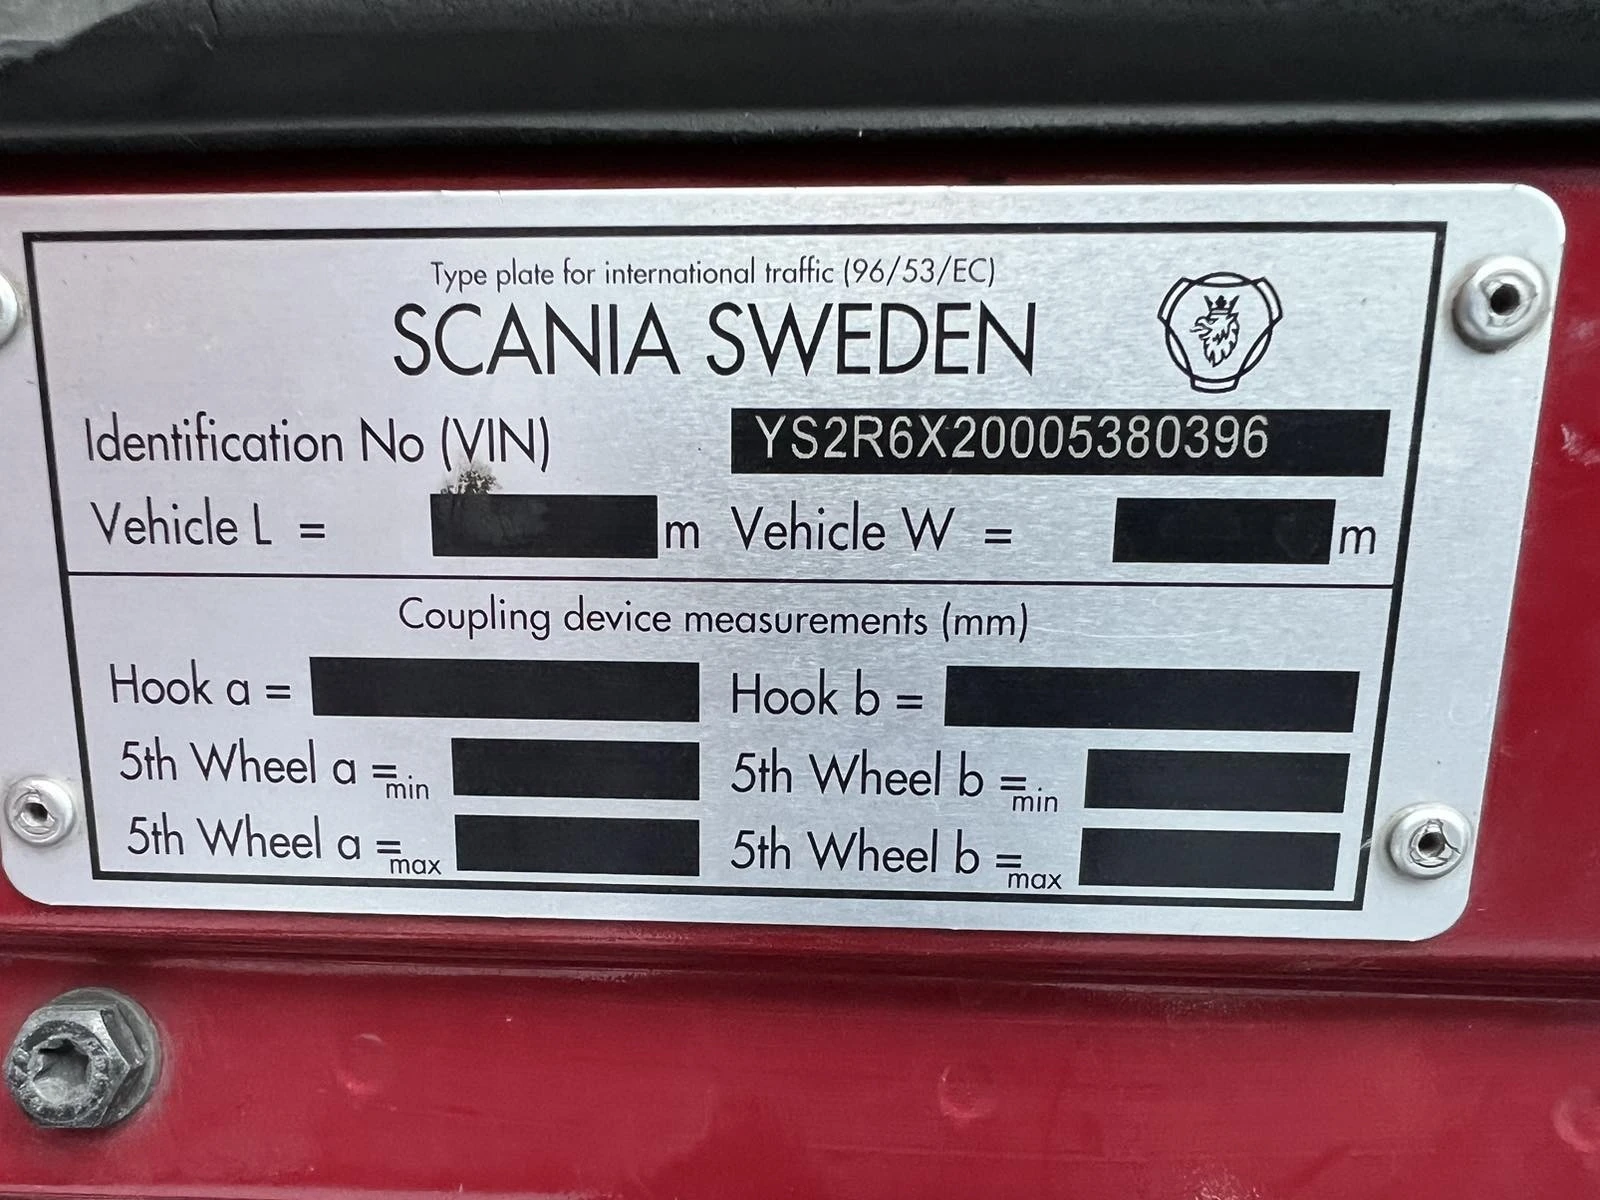 Type plate for international traffic (96/53/EC)
SCANIA SWEDEN
Identification No (VIN) YS2R6X20005380396
Vehicle L = m Vehicle W = m
Coupling device measurements (mm)
Hook a = Hook b =
5th Wheel a =min 5th Wheel b =min
5th Wheel a =max 5th Wheel b =max